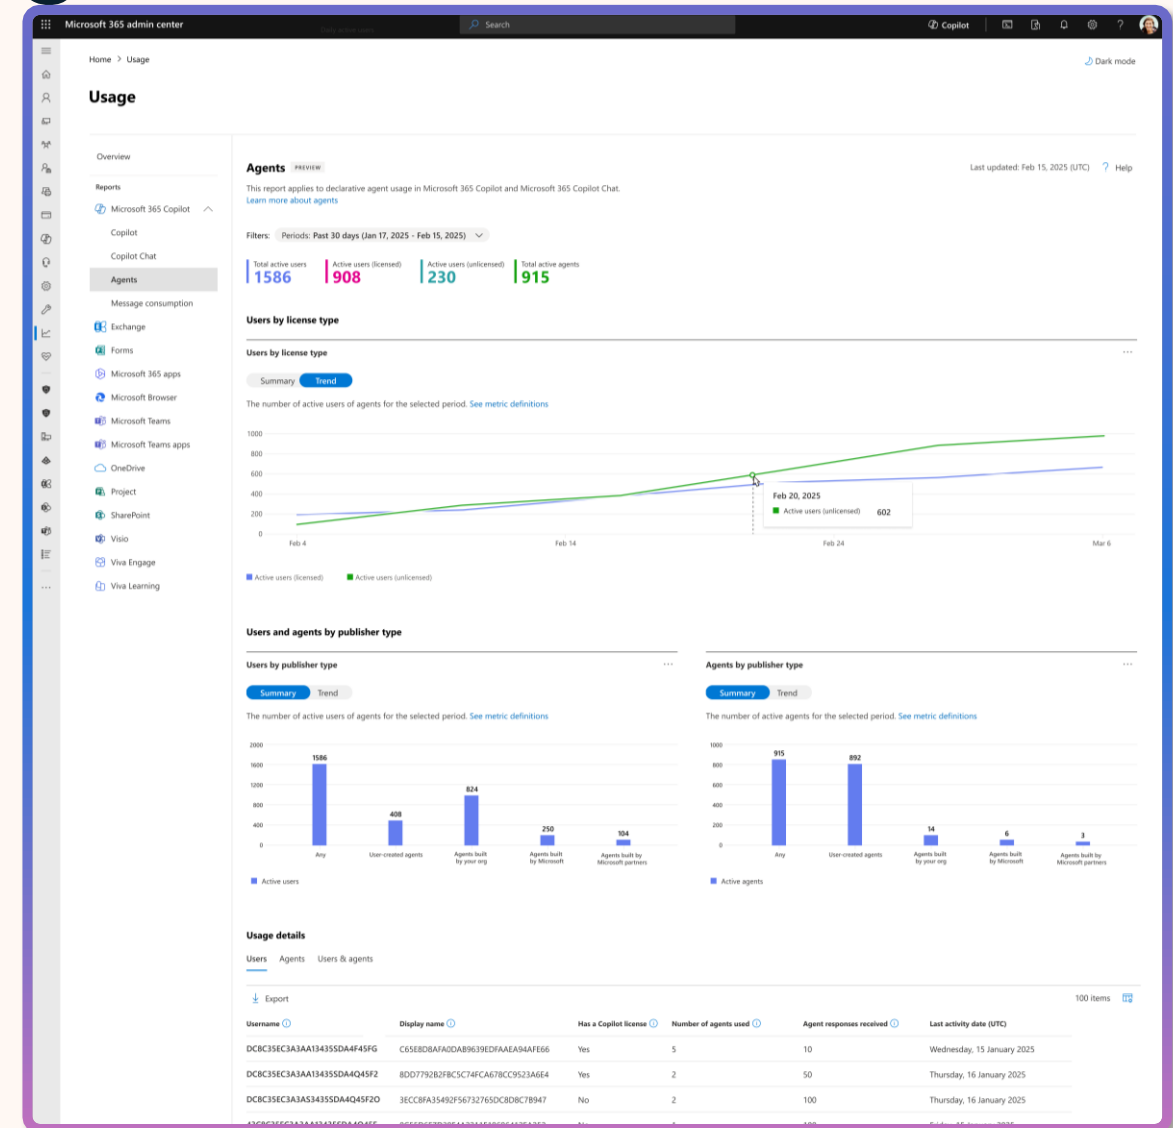 Microsoft 365 admin center
Search
Copilot
?
Home > Usage
Dark mode
Usage
Overview
Reports
Microsoft 365 Copilot
Copilot
Copilot Chat
Agents
Message consumption
Exchange
Forms
Microsoft 365 apps
Microsoft Browser
Microsoft Teams
Microsoft Teams apps
OneDrive
Project
SharePoint
Visio
Viva Engage
Viva Learning
Agents PREVIEW
Last updated: Feb 15, 2025 (UTC) ? Help
This report applies to declarative agent usage in Microsoft 365 Copilot and Microsoft 365 Copilot Chat.
Learn more about agents
Filters: Periods: Past 30 days (Jan 17, 2025 - Feb 15, 2025)
Total active users Active users (licensed) Active users (unlicensed) Total active agents
1586 908 230 915
Users by license type
Users by license type
Summary Trend
The number of active users of agents for the selected period. See metric definitions
1000
800
600
400
200
0
Feb 20, 2025
Active users (unlicensed) 602
Feb 4 Feb 14 Feb 24 Mar 6
Active users (licensed) Active users (unlicensed)
Users and agents by publisher type
Users by publisher type
Summary Trend
The number of active users of agents for the selected period. See metric definitions
2000
1600
1200
800
400
0
1586
408
824
250
104
Any
User-created agents
Agents built
by your org
Agents built
by Microsoft
Agents built by
Microsoft partners
Active users
Agents by publisher type
Summary Trend
The number of active agents for the selected period. See metric definitions
1000
800
600
400
200
0
915
892
14
6
3
Any
User-created agents
Agents built
by your org
Agents built
by Microsoft
Agents built by
Microsoft partners
Active agents
Usage details
Users Agents Users & agents
Export
100 items
Username Display name Has a Copilot license Number of agents used Agent responses received Last activity date (UTC)
DC8C35EC3A3AA13435SDA4F45FG C65E8D8AFA0DAB9639EDFAAEA94AFE66 Yes 5 10 Wednesday, 15 January 2025
DC8C35EC3A3AA13435SDA4Q45F2 8DD7792B2FBC5C74FCA678CC9523A6E4 Yes 2 50 Thursday, 16 January 2025
DC8C35EC3A3AS3435SDA4Q45F2O 3ECC8FA35492F56732765DC8D8C7B947 No 2 100 Thursday, 16 January 2025